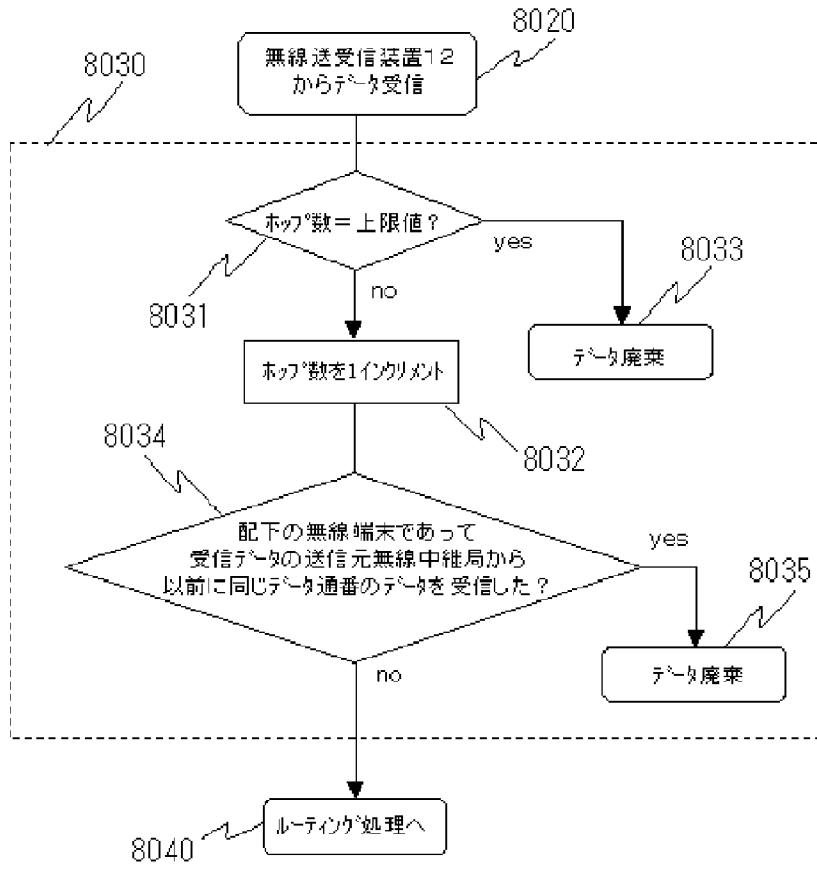 8020
8030
無線送受信装置12
からデータ受信
ホップ数=上限値?
yes
8033
8031
no
データ廃棄
ホップ数を1インクリメント
8034
8032
配下の無線端末であって
受信データの送信元無線中継局から
以前に同じデータ通番のデータを受信した?
yes
8035
データ廃棄
no
ルーティング処理へ
8040